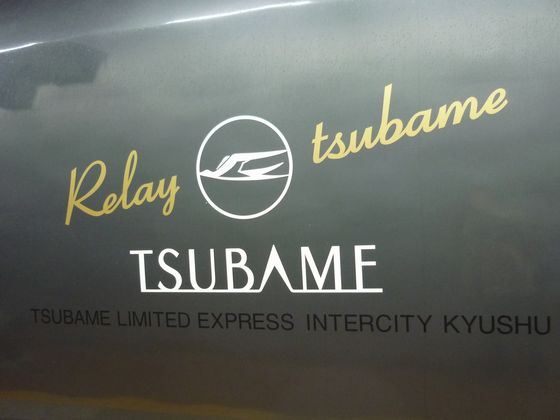 Relay tsubame
TSUBAME
TSUBAME LIMITED EXPRESS INTERCITY KYUSHU